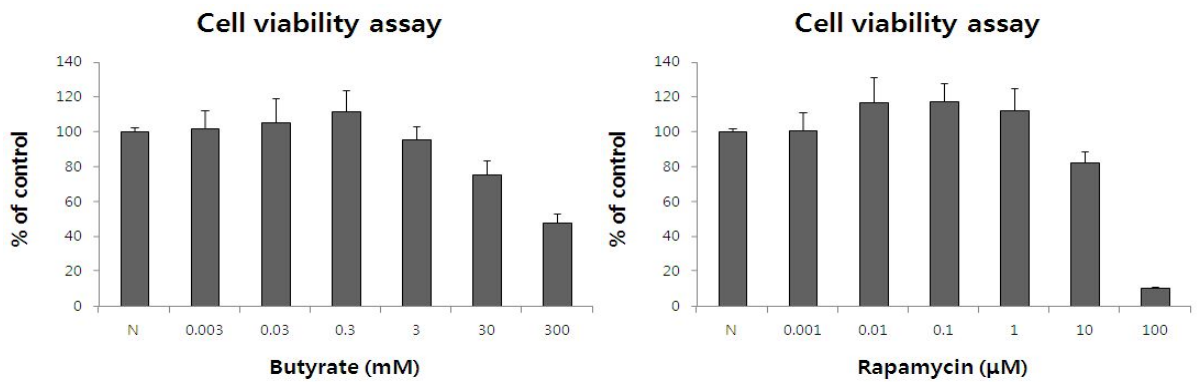 Cell viability assay
% of control
140
120
100
80
60
40
20
0
N 0.003 0.03 0.3 3 30 300
Butyrate (mM)
Cell viability assay
% of control
140
120
100
80
60
40
20
0
N 0.001 0.01 0.1 1 10 100
Rapamycin (μM)